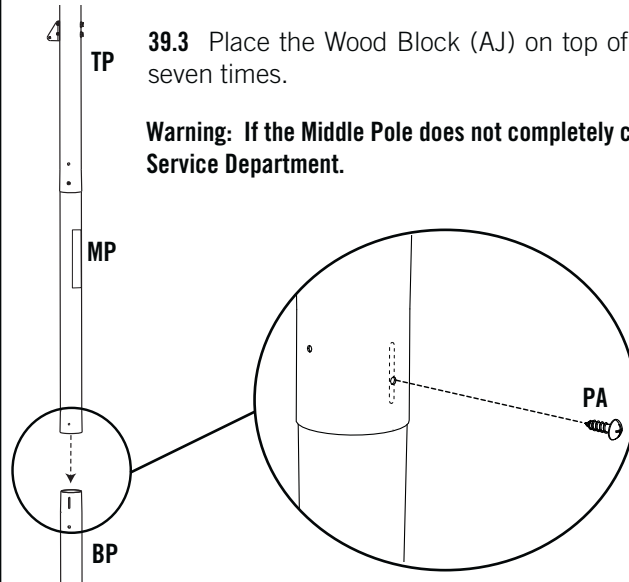 39.3 Place the Wood Block (AJ) on top of
seven times.
Warning: If the Middle Pole does not completely
Service Department.
TP
MP
PA
BP